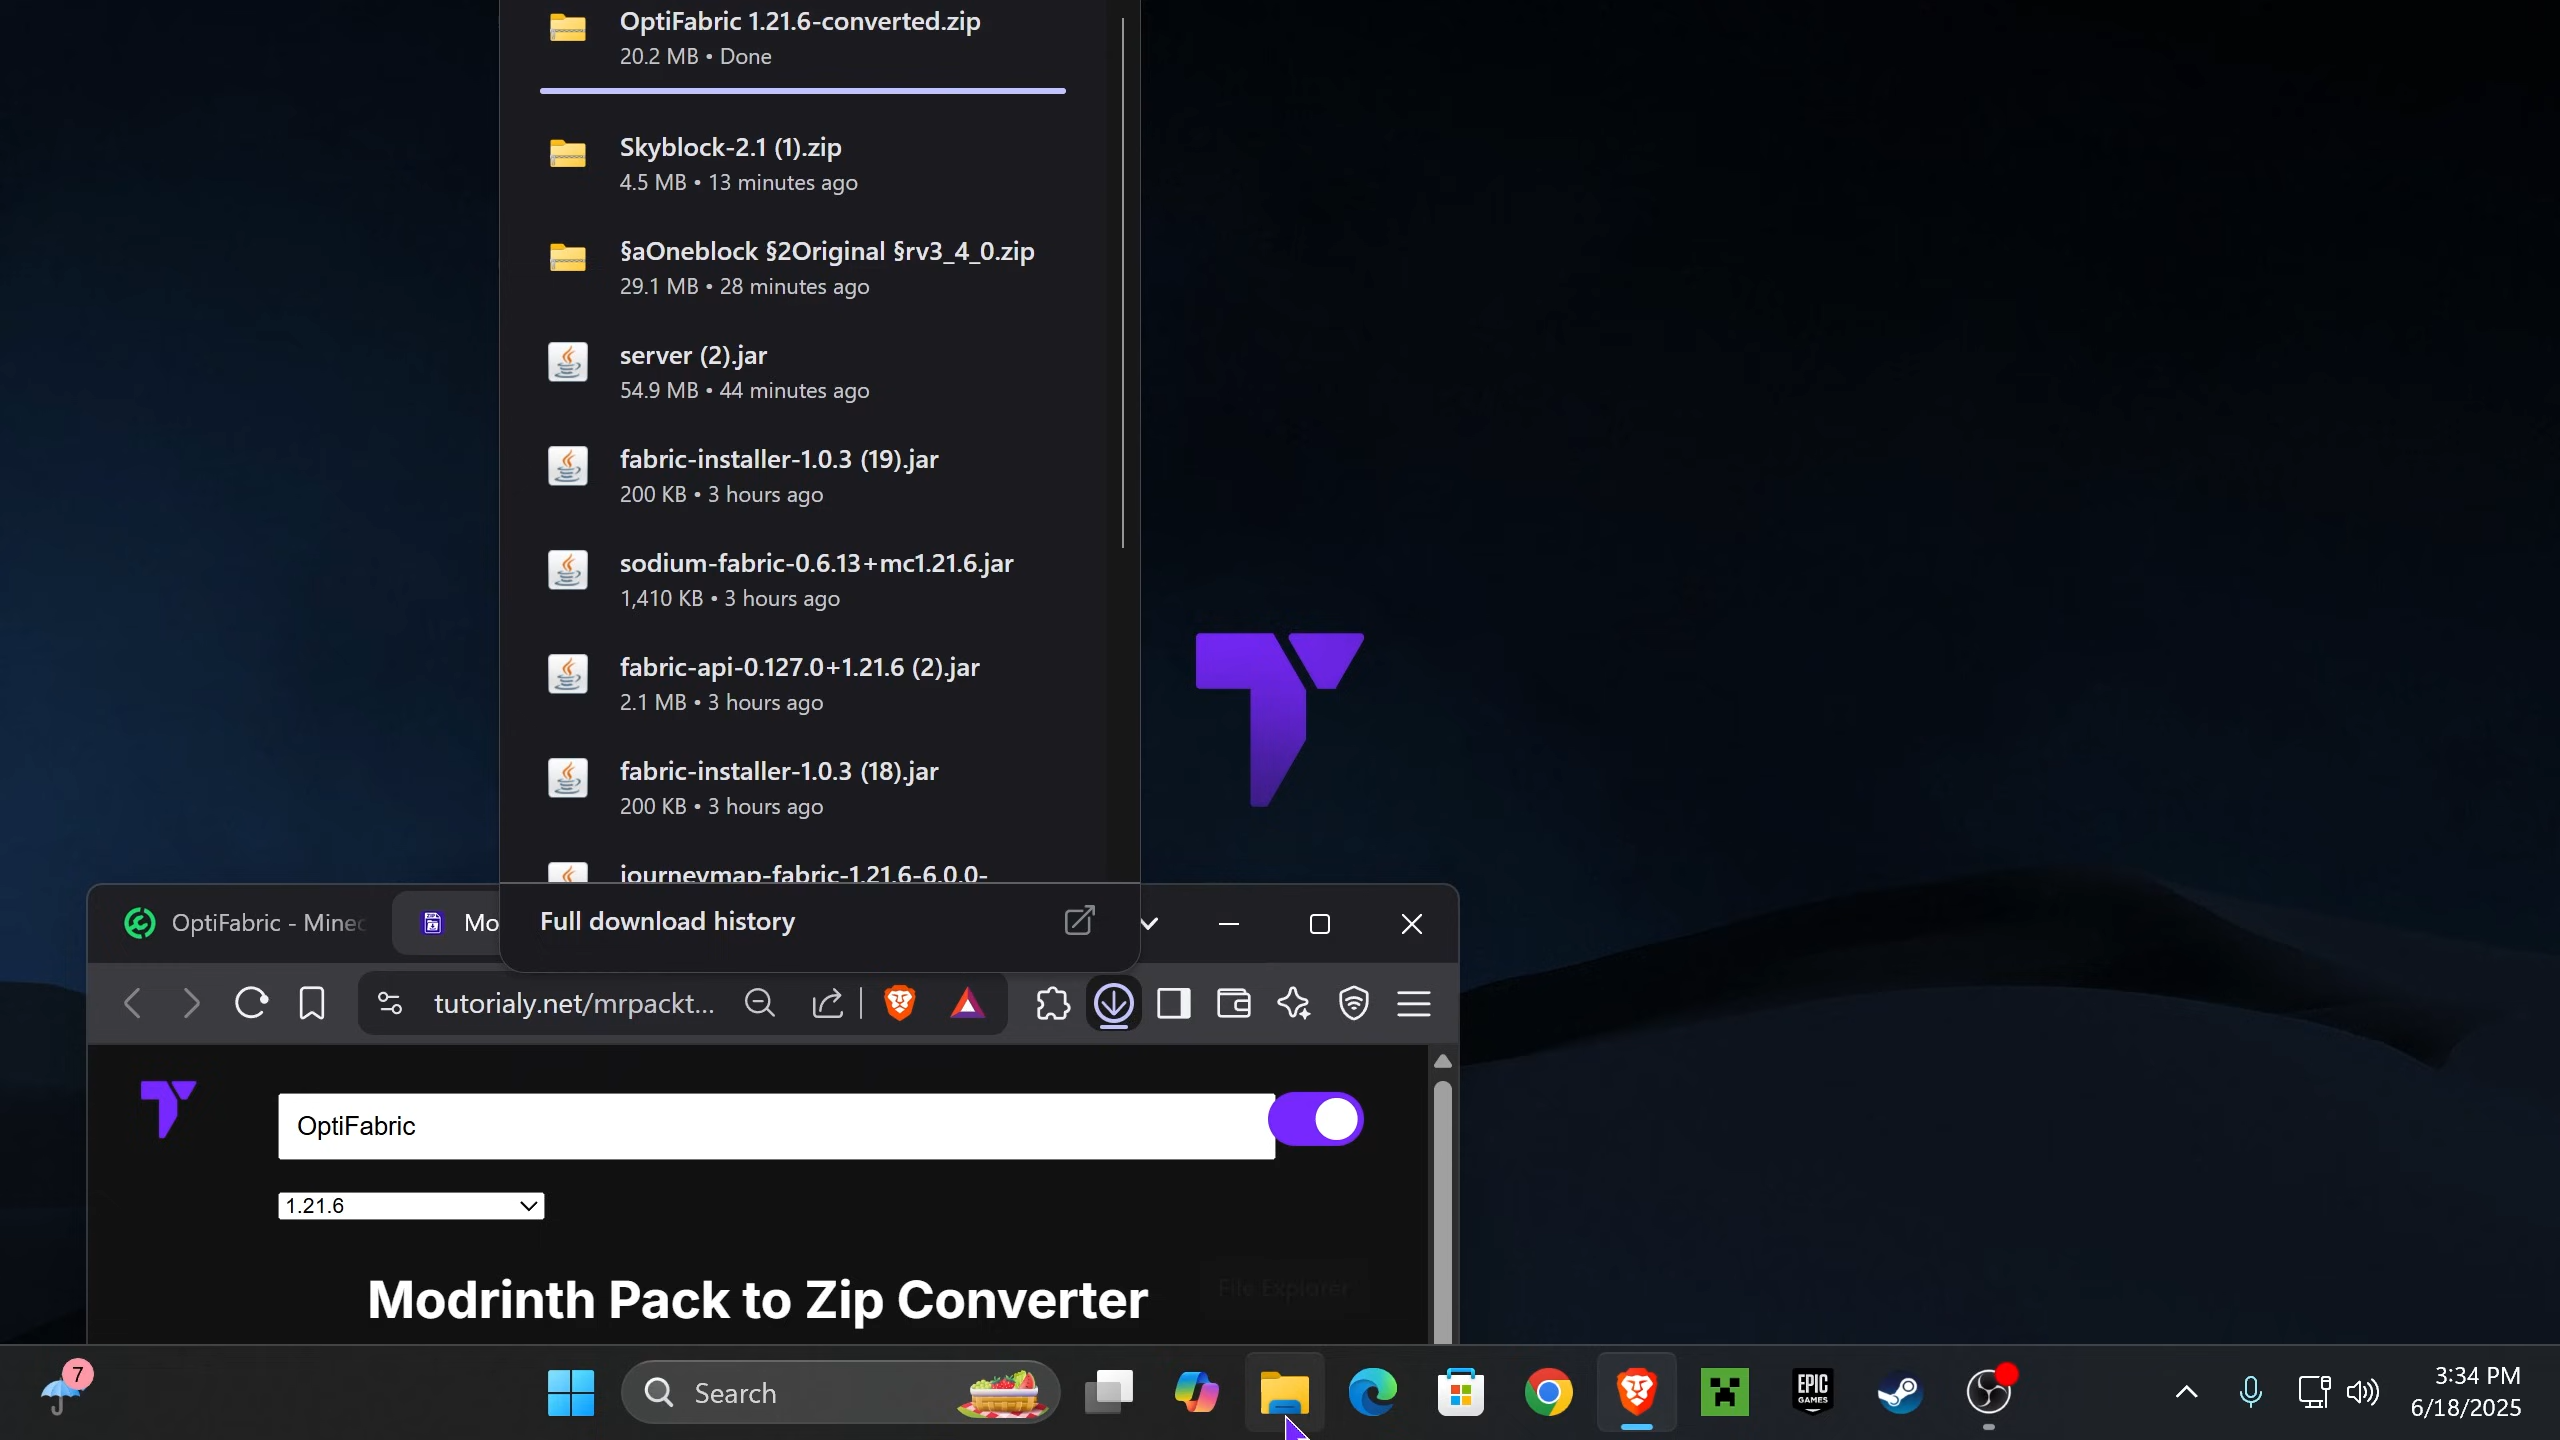 OptiFabric 1.21.6-converted.zip
20.2 MB • Done
Skyblock-2.1 (1).zip
4.5 MB • 13 minutes ago
§aOneblock §2Original §rv3_4_0.zip
29.1 MB • 28 minutes ago
server (2).jar
54.9 MB • 44 minutes ago
fabric-installer-1.0.3 (19).jar
200 KB • 3 hours ago
sodium-fabric-0.6.13+mc1.21.6.jar
1,410 KB • 3 hours ago
fabric-api-0.127.0+1.21.6 (2).jar
2.1 MB • 3 hours ago
fabric-installer-1.0.3 (18).jar
200 KB • 3 hours ago
journeymap-fabric-1.21.6-6.0.0-
Full download history
OptiFabric - Minec
Mo
tutorialy.net/mrpackt...
OptiFabric
1.21.6
File Explorer
Modrinth Pack to Zip Converter
7
Search
EPIC
GAMES
3:34 PM
6/18/2025